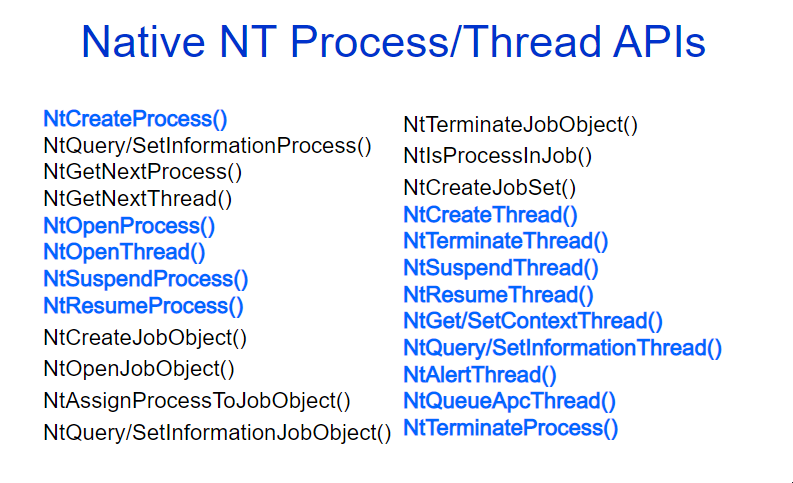 Native NT Process/Thread APIs
NtCreateProcess()
NtQuery/SetInformationProcess()
NtGetNextProcess()
NtGetNextThread()
NtOpenProcess()
NtOpenThread()
NtSuspendProcess()
NtResumeProcess()
NtCreateJobObject()
NtOpenJobObject()
NtAssignProcessToJobObject()
NtQuery/SetInformationJobObject()
NtTerminateJobObject()
NtIsProcessInJob()
NtCreateJobSet()
NtCreateThread()
NtTerminateThread()
NtSuspendThread()
NtResumeThread()
NtGet/SetContextThread()
NtQuery/SetInformationThread()
NtAlertThread()
NtQueueApcThread()
NtTerminateProcess()